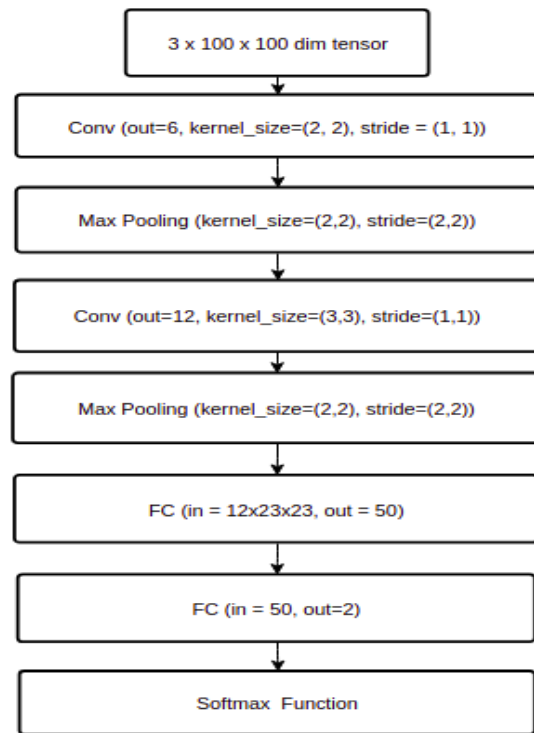 3 x 100 x 100 dim tensor
Conv (out=6, kernel_size=(2, 2), stride = (1, 1))
Max Pooling (kernel_size=(2,2), stride=(2,2))
Conv (out=12, kernel_size=(3,3), stride=(1,1))
Max Pooling (kernel_size=(2,2), stride=(2,2))
FC (in = 12x23x23, out = 50)
FC (in = 50, out=2)
Softmax Function